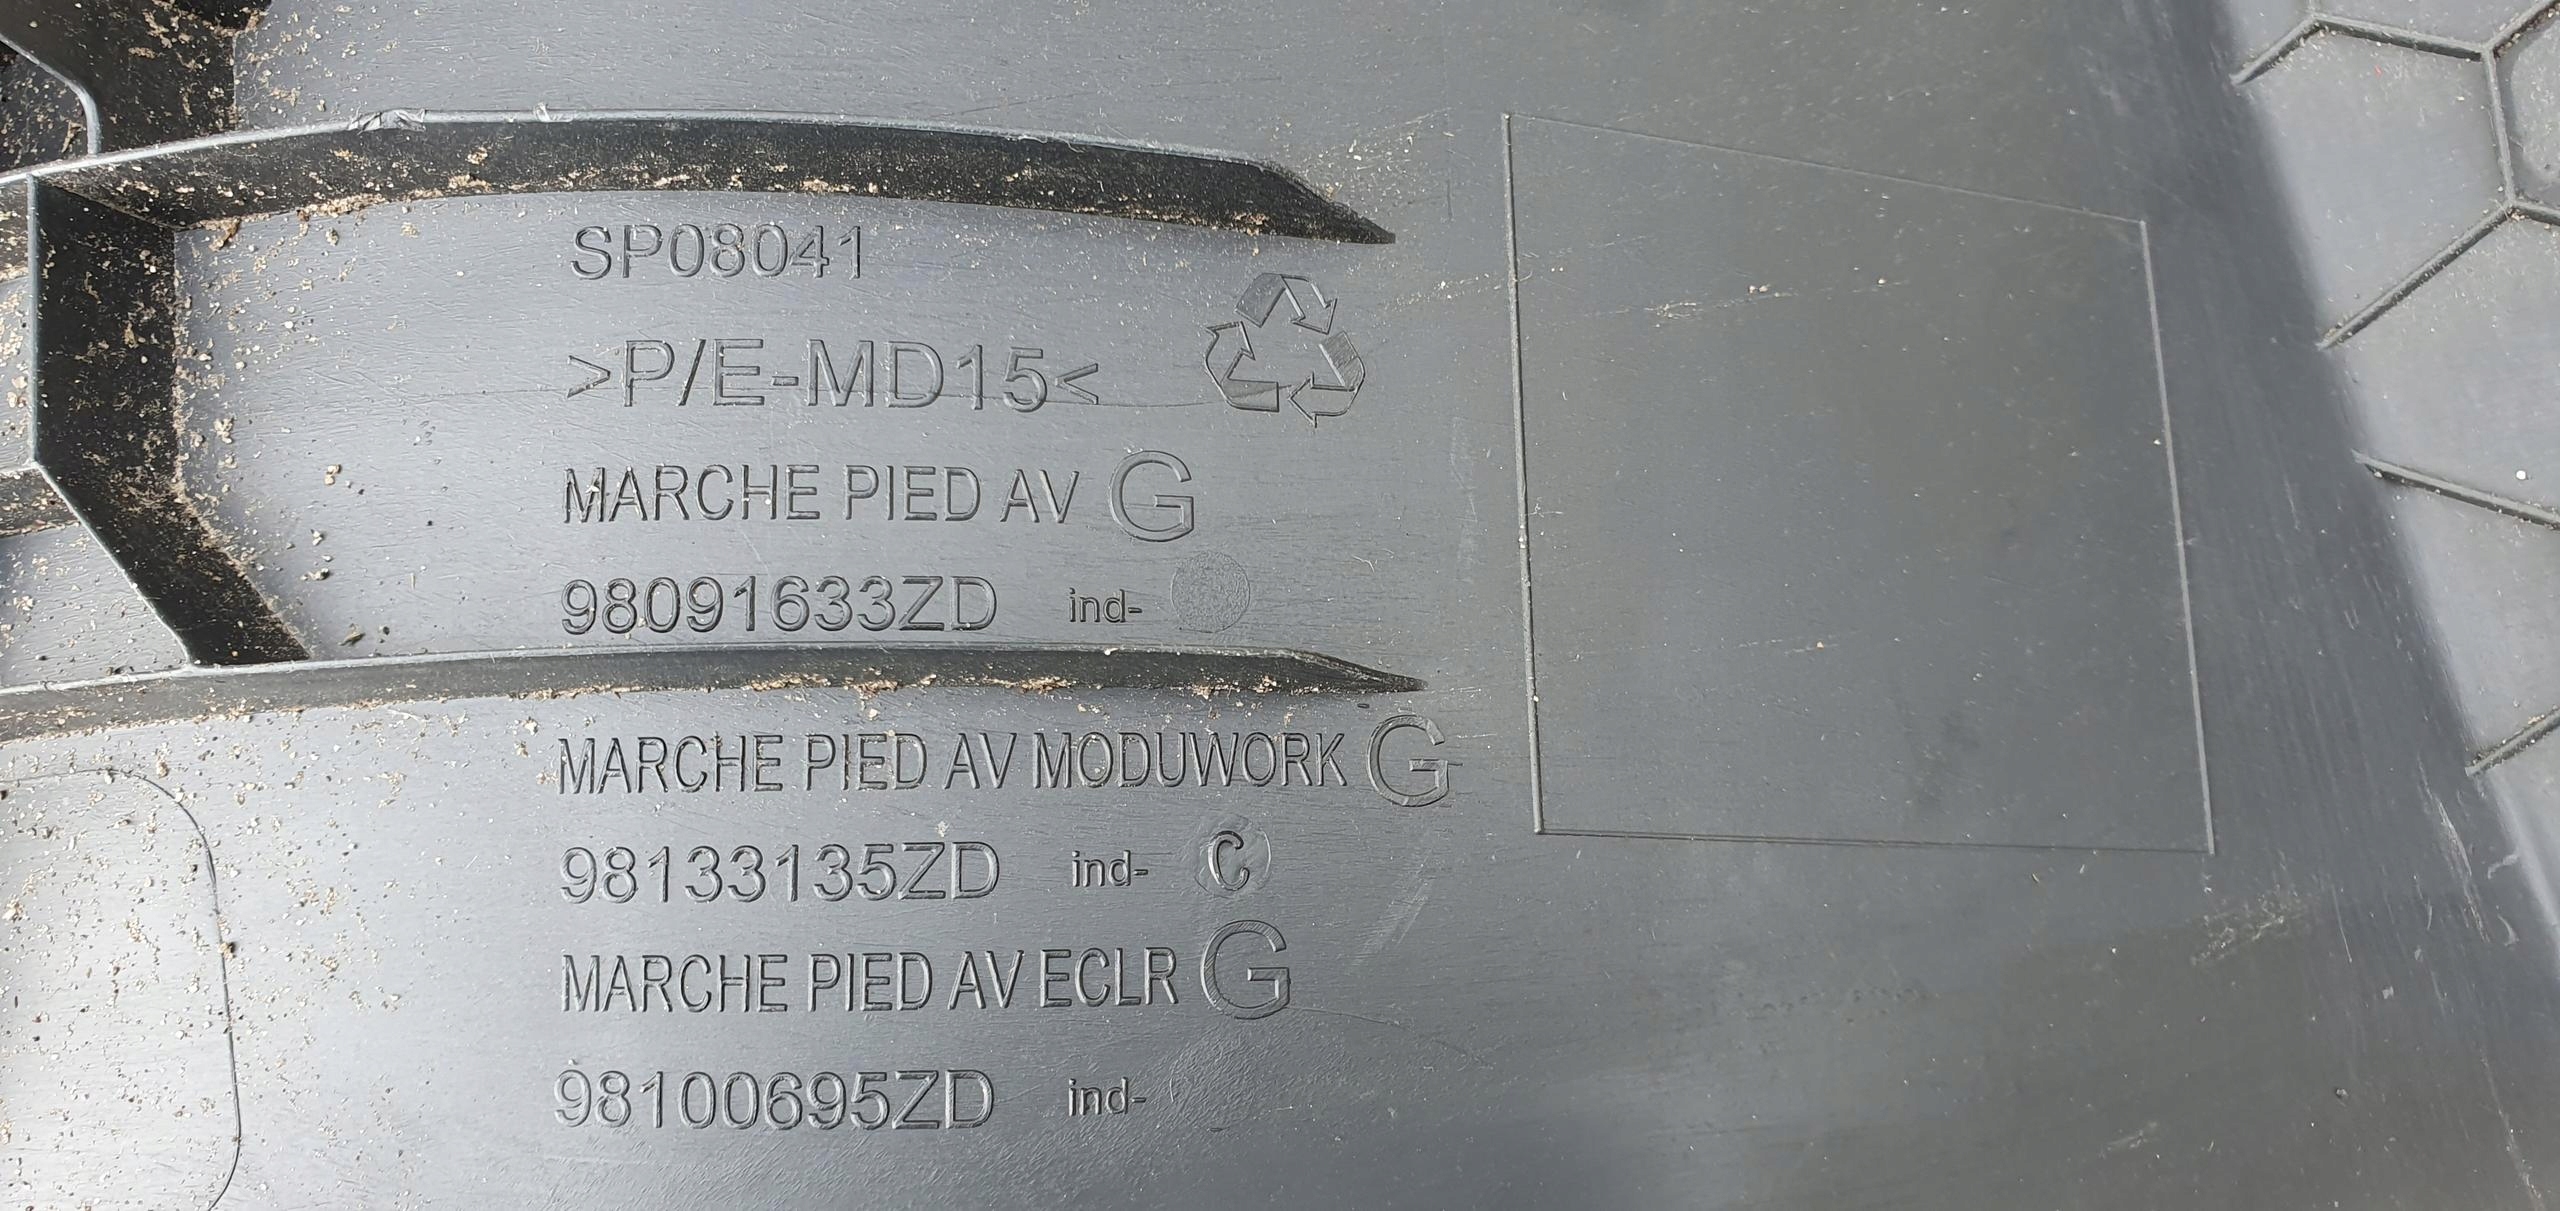 SP08041
>P/E-MD15<
MARCHE PIED AV G
98091633ZD ind-
MARCHE PIED AV MODUWORK G
98133135ZD ind- C
MARCHE PIED AV ECLR G
98100695ZD ind-